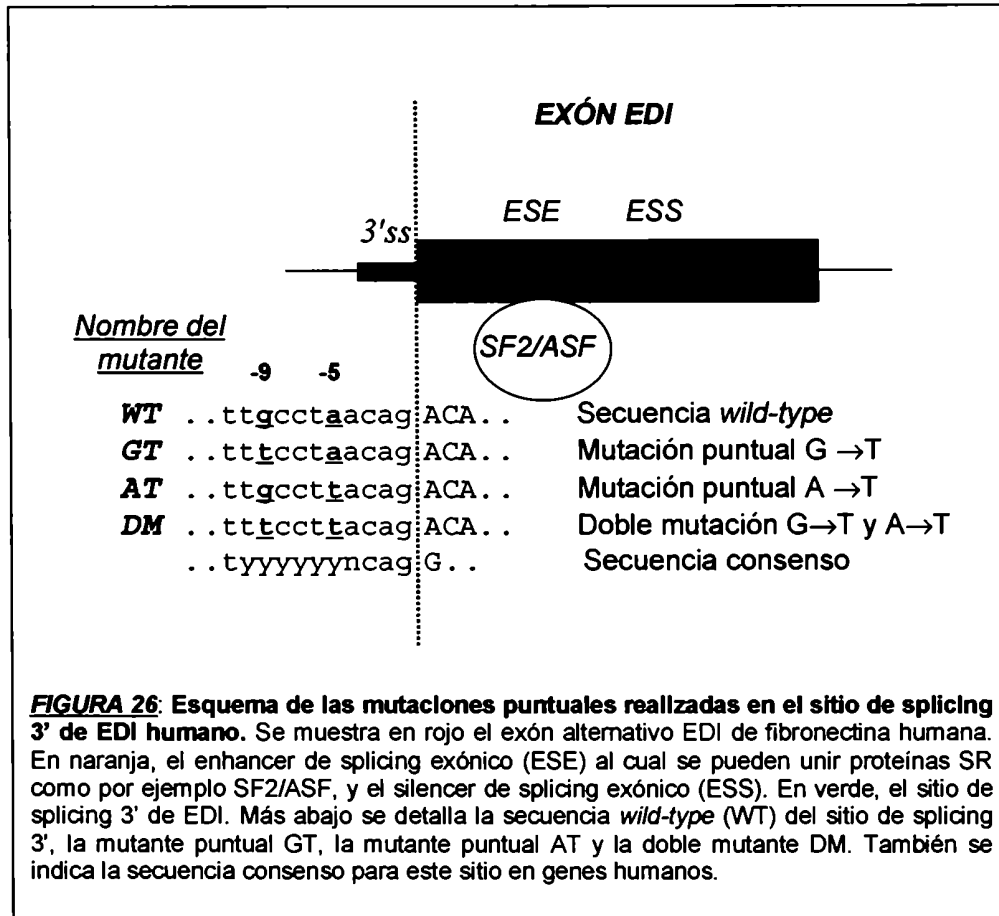 EXÓN EDI
ESE ESS
3'ss
SF2/ASF
Nombre del
mutante
-9 -5
WT ..ttgcctaacag ACA.. Secuencia wild-type
GT ..tttcctaacag ACA.. Mutación puntual G →T
AT ..ttgccttacag ACA.. Mutación puntual A →T
DM ..tttccttacag ACA.. Doble mutación G→T y A→T
..tyyyyyyncag G.. Secuencia consenso
FIGURA 26: Esquema de las mutaciones puntuales realizadas en el sitio de splicing
3' de EDI humano. Se muestra en rojo el exón alternativo EDI de fibronectina humana.
En naranja, el enhancer de splicing exónico (ESE) al cual se pueden unir proteínas SR
como por ejemplo SF2/ASF, y el silencer de splicing exónico (ESS). En verde, el sitio de
splicing 3' de EDI. Más abajo se detalla la secuencia wild-type (WT) del sitio de splicing
3', la mutante puntual GT, la mutante puntual AT y la doble mutante DM. También se
indica la secuencia consenso para este sitio en genes humanos.